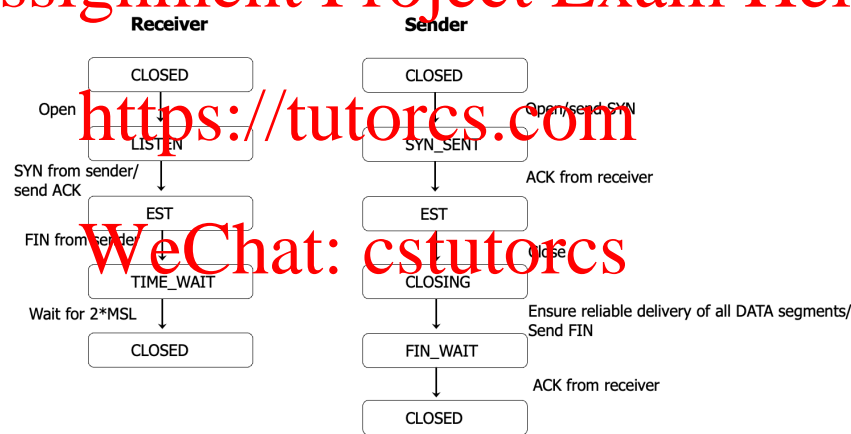 ssignment Project Exam Hel
Receiver
Sender
CLOSED
CLOSED
Open
Open/send SYN
https://tutorcs.com
LISTEN
SYN_SENT
SYN from sender/
send ACK
ACK from receiver
EST
EST
FIN from sender
Close
WeChat: cstutorcs
TIME_WAIT
CLOSING
Wait for 2*MSL
Ensure reliable delivery of all DATA segments/
Send FIN
CLOSED
FIN_WAIT
ACK from receiver
CLOSED